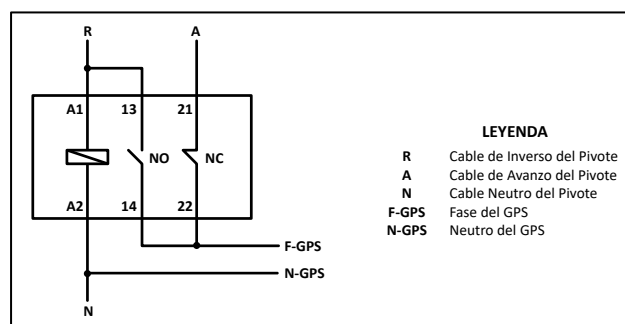 R A
A1 13 21
NO NC
A2 14 22
F-GPS
N-GPS
N
LEYENDA
R Cable de Inverso del Pivote
A Cable de Avanzo del Pivote
N Cable Neutro del Pivote
F-GPS Fase del GPS
N-GPS Neutro del GPS